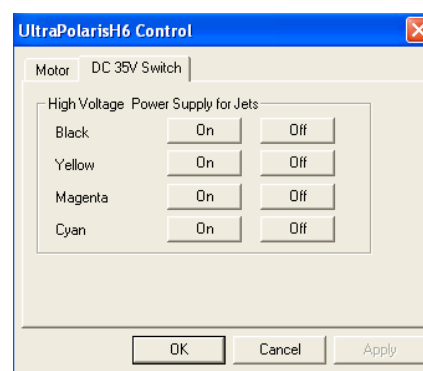 UltraPolarisH6 Control
Motor DC 35V Switch
High Voltage Power Supply for Jets
Black On Off
Yellow On Off
Magenta On Off
Cyan On Off
OK Cancel Apply